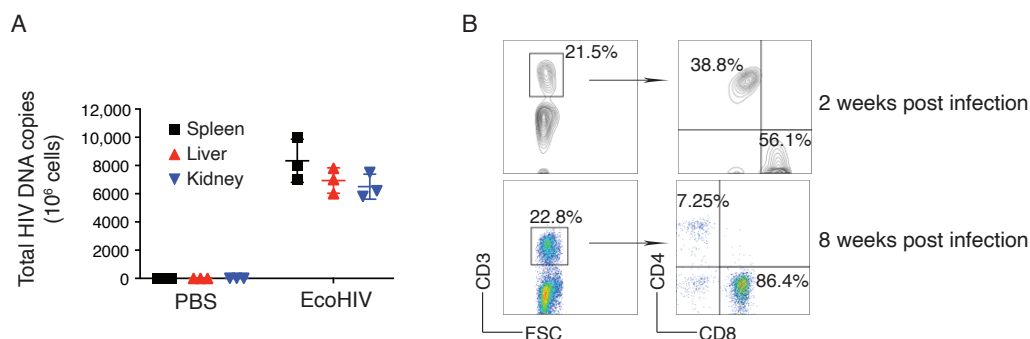 A
Total HIV DNA copies
(10⁶ cells)
12,000
10,000
8000
6000
4000
2000
0
Spleen
Liver
Kidney
PBS
EcoHIV
B
21.5%
38.8%
56.1%
2 weeks post infection
22.8%
7.25%
86.4%
8 weeks post infection
CD3
FSC
CD4
CD8